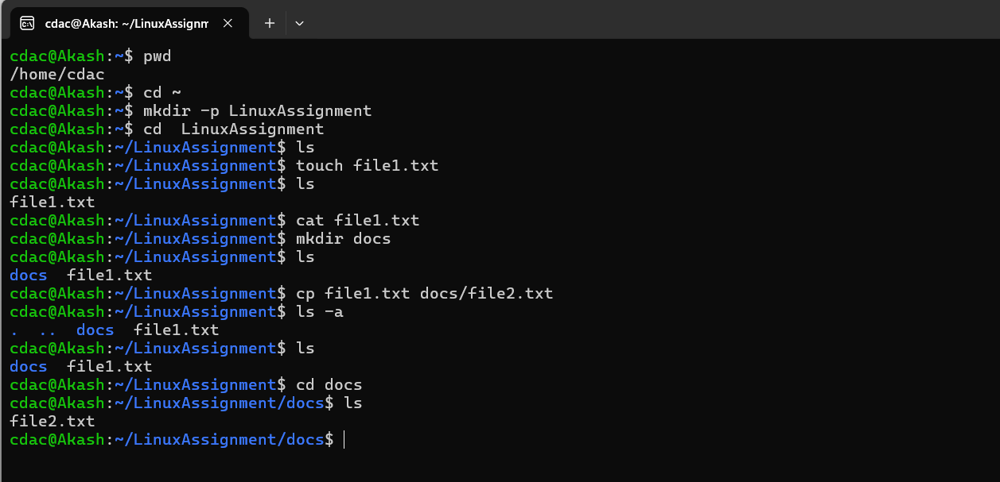 cdac@Akash: ~/LinuxAssignm
cdac@Akash:~$ pwd
/home/cdac
cdac@Akash:~$ cd ~
cdac@Akash:~$ mkdir -p LinuxAssignment
cdac@Akash:~$ cd  LinuxAssignment
cdac@Akash:~/LinuxAssignment$ ls
cdac@Akash:~/LinuxAssignment$ touch file1.txt
cdac@Akash:~/LinuxAssignment$ ls
file1.txt
cdac@Akash:~/LinuxAssignment$ cat file1.txt
cdac@Akash:~/LinuxAssignment$ mkdir docs
cdac@Akash:~/LinuxAssignment$ ls
docs  file1.txt
cdac@Akash:~/LinuxAssignment$ cp file1.txt docs/file2.txt
cdac@Akash:~/LinuxAssignment$ ls -a
.  ..  docs  file1.txt
cdac@Akash:~/LinuxAssignment$ ls
docs  file1.txt
cdac@Akash:~/LinuxAssignment$ cd docs
cdac@Akash:~/LinuxAssignment/docs$ ls
file2.txt
cdac@Akash:~/LinuxAssignment/docs$